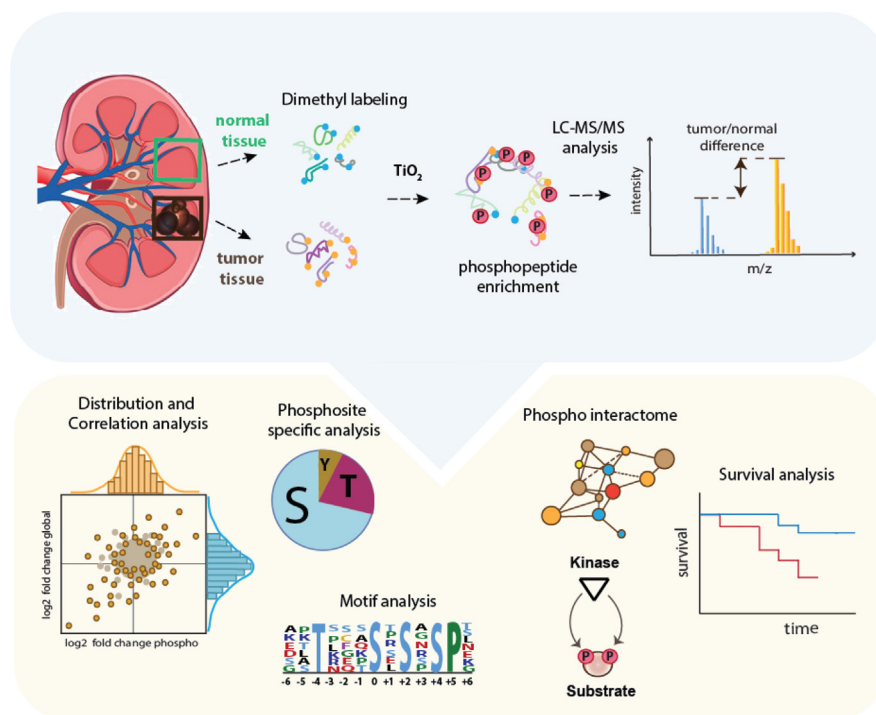 Dimethyl labeling
normal
tissue
tumor
tissue
TiO₂
P
P
P
P
P
P
phosphopeptide
enrichment
LC-MS/MS
analysis
tumor/normal
difference
intensity
m/z
Distribution and
Correlation analysis
log2 fold change global
log2 fold change phospho
Phosphosite
specific analysis
S
Y
T
Motif analysis
T S S S P
-6 -5 -4 -3 -2 -1 0 +1 +2 +3 +4 +5 +6
Phospho interactome
Kinase
P P
Substrate
Survival analysis
survival
time